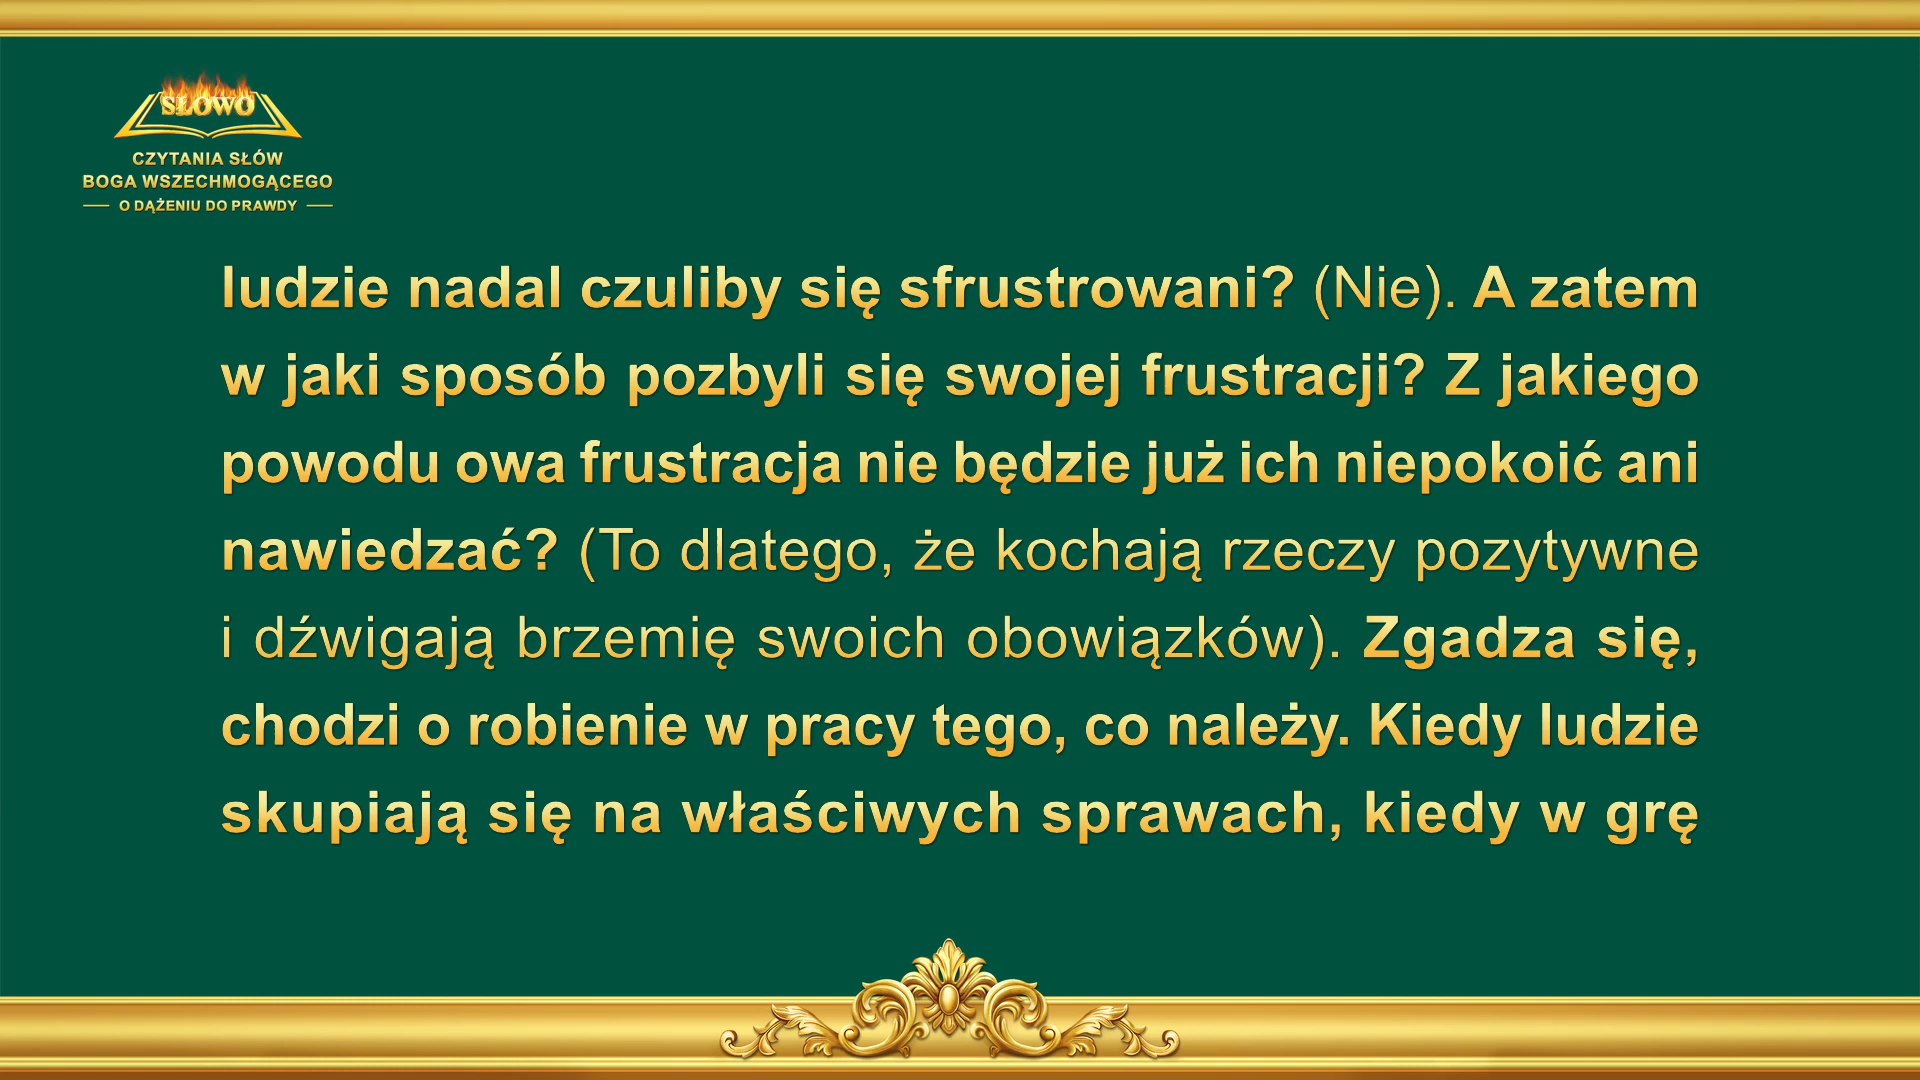 SŁOWO
CZYTANIA SŁÓW
BOGA WSZECHMOGĄCEGO
O DĄŻENIU DO PRAWDY
ludzie nadal czuliby się sfrustrowani? (Nie). A zatem
w jaki sposób pozbyli się swojej frustracji? Z jakiego
powodu owa frustracja nie będzie już ich niepokoić ani
nawiedzać? (To dlatego, że kochają rzeczy pozytywne
i dźwigają brzemię swoich obowiązków). Zgadza się,
chodzi o robienie w pracy tego, co należy. Kiedy ludzie
skupiają się na właściwych sprawach, kiedy w grę